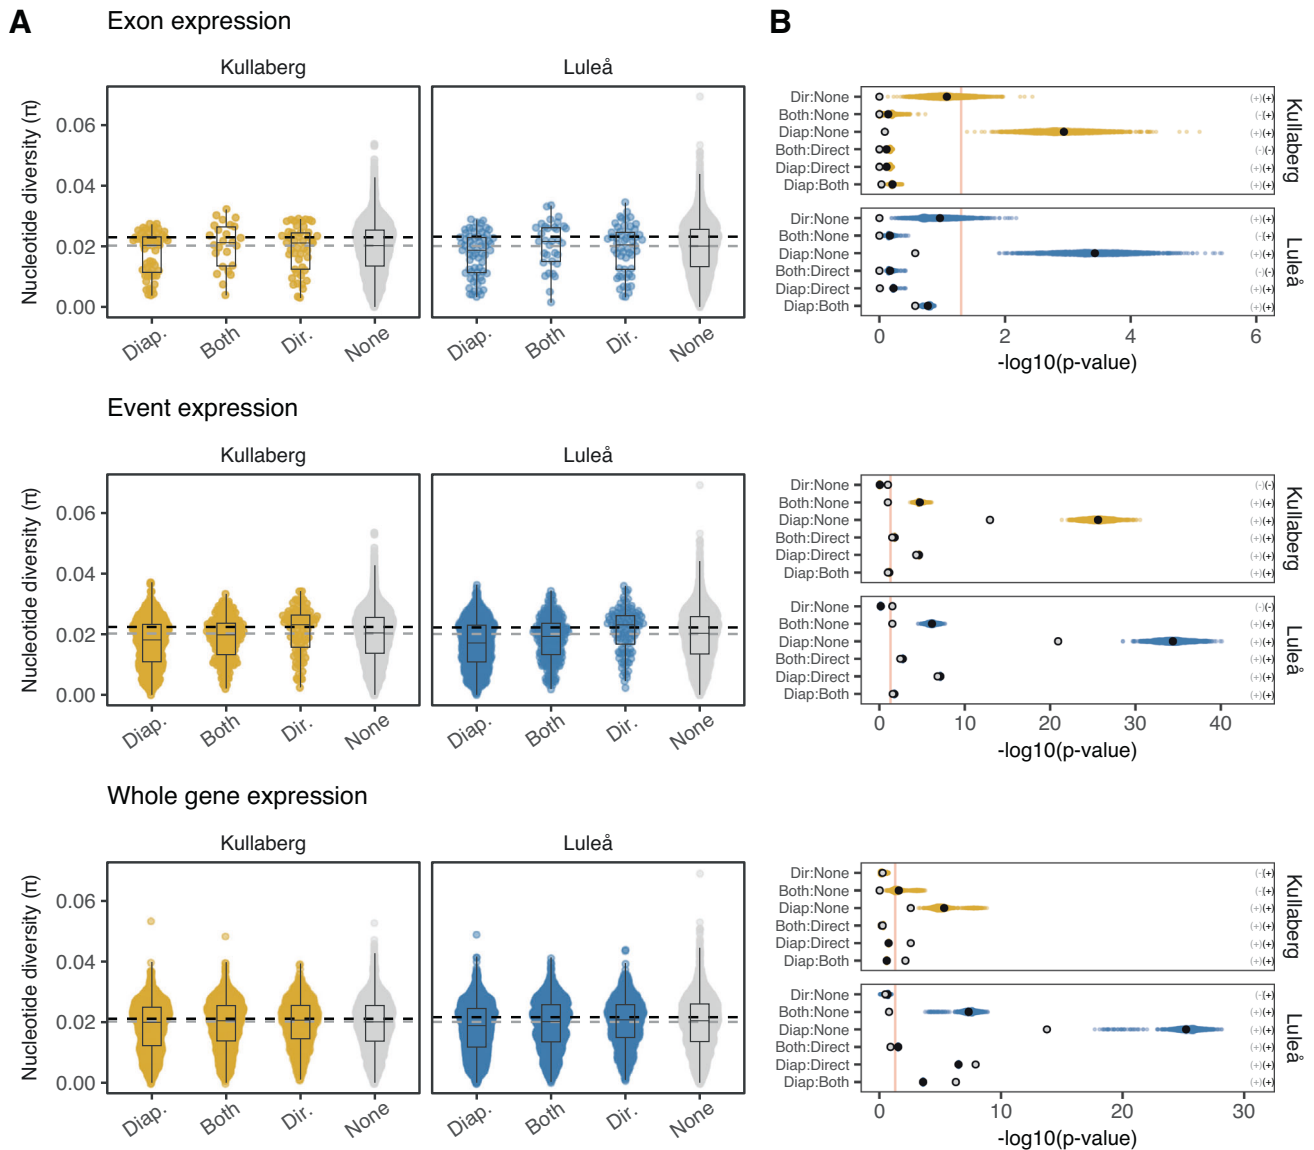 A
Exon expression
Kullaberg
Luleå
Nucleotide diversity (π)
0.06
0.04
0.02
0.00
Diap.
Both
Dir.
None
Diap.
Both
Dir.
None
B
Dir:None
(+)(+)
Both:None
(-)(+)
Diap:None
(+)(+)
Both:Direct
(-)(-)
Diap:Direct
(+)(+)
Diap:Both
(+)(+)
Kullaberg
Dir:None
(+)(+)
Both:None
(-)(+)
Diap:None
(+)(+)
Both:Direct
(-)(-)
Diap:Direct
(+)(+)
Diap:Both
(+)(+)
Luleå
0
2
4
6
-log10(p-value)
Event expression
Kullaberg
Luleå
Nucleotide diversity (π)
0.06
0.04
0.02
0.00
Diap.
Both
Dir.
None
Diap.
Both
Dir.
None
Dir:None
(-)(-)
Both:None
(+)(+)
Diap:None
(+)(+)
Both:Direct
(+)(+)
Diap:Direct
(+)(+)
Diap:Both
(+)(+)
Kullaberg
Dir:None
(-)(-)
Both:None
(+)(+)
Diap:None
(+)(+)
Both:Direct
(+)(+)
Diap:Direct
(+)(+)
Diap:Both
(+)(+)
Luleå
0
10
20
30
40
-log10(p-value)
Whole gene expression
Kullaberg
Luleå
Nucleotide diversity (π)
0.06
0.04
0.02
0.00
Diap.
Both
Dir.
None
Diap.
Both
Dir.
None
Dir:None
(-)(+)
Both:None
(-)(+)
Diap:None
(+)(+)
Both:Direct
(+)(+)
Diap:Direct
(+)(+)
Diap:Both
(+)(+)
Kullaberg
Dir:None
(-)(+)
Both:None
(+)(+)
Diap:None
(+)(+)
Both:Direct
(+)(+)
Diap:Direct
(+)(+)
Diap:Both
(+)(+)
Luleå
0
10
20
30
-log10(p-value)